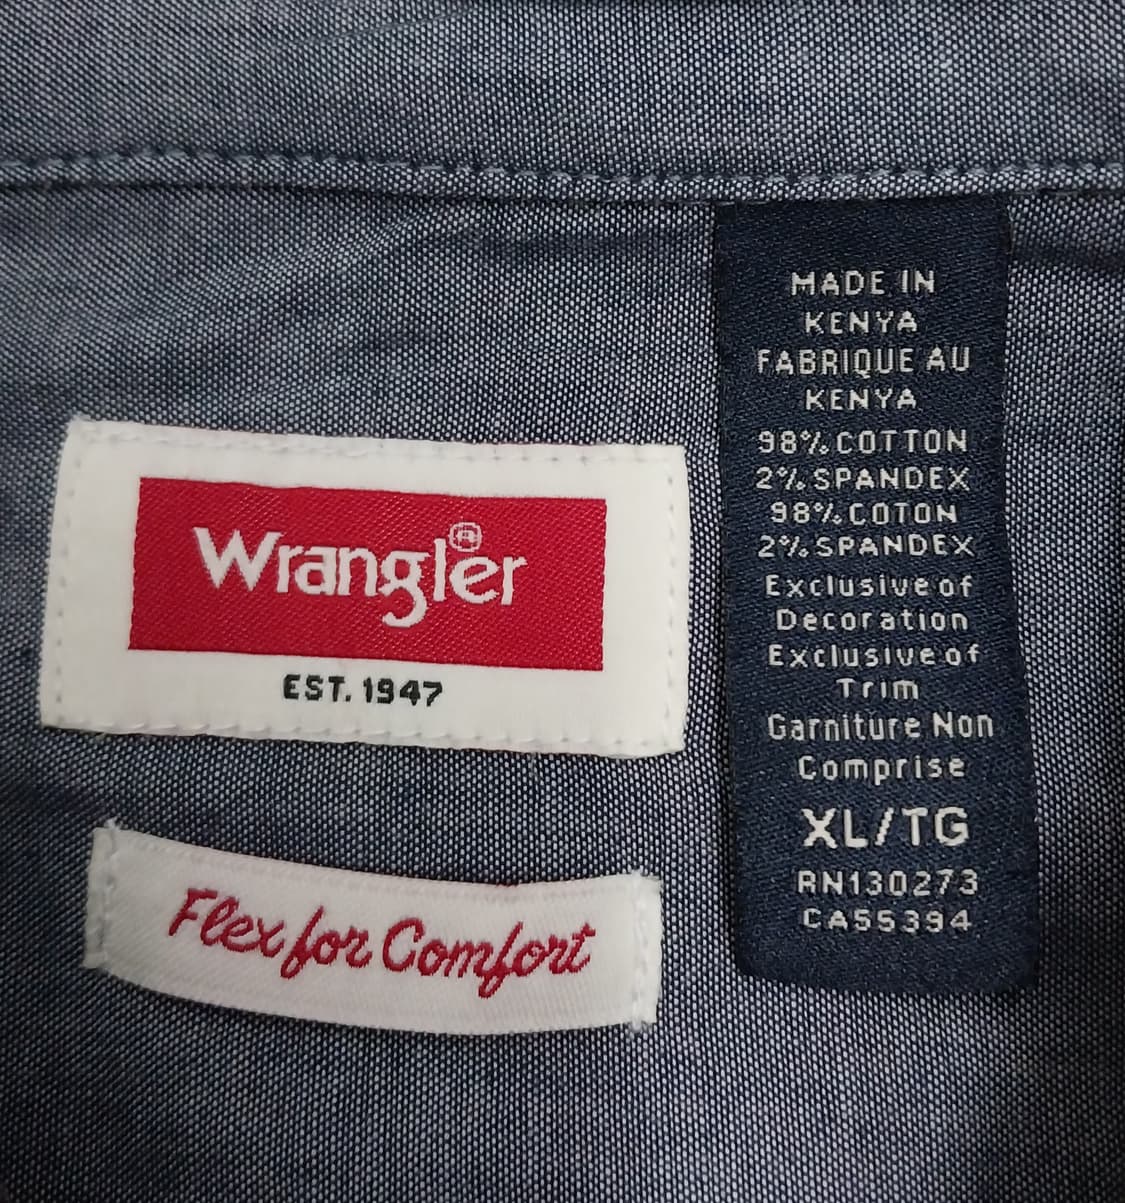 Wrangler
®
EST. 1947
Flex for Comfort
MADE IN
KENYA
FABRIQUE AU
KENYA
98% COTTON
2% SPANDEX
98% COTON
2% SPANDEX
Exclusive of
Decoration
Exclusive of
Trim
Garniture Non
Comprise
XL/TG
RN130273
CA55394